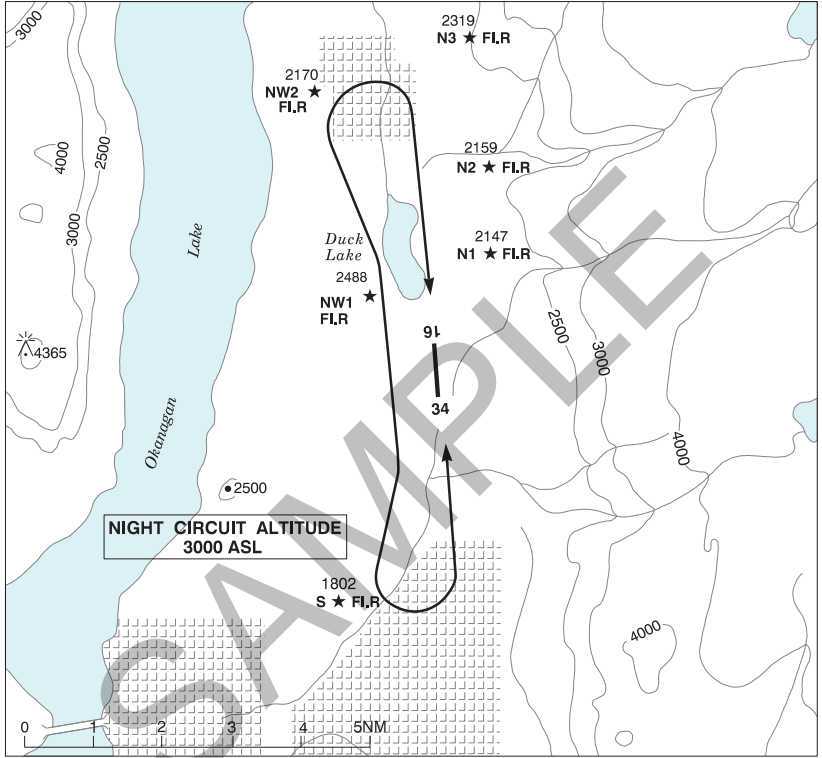 3000
2319
N3 ★ Fl.R
2170
NW2 ★
Fl.R
4000
2500
2159
N2 ★ Fl.R
3000
Lake
Duck
Lake
2147
N1 ★ Fl.R
2488
NW1
Fl.R
16
2500
3000
4365
34
Okanagan
4000
2500
NIGHT CIRCUIT ALTITUDE
3000 ASL
1802
S ★ Fl.R
4000
0 1 2 3 4 5NM
SAMPLE